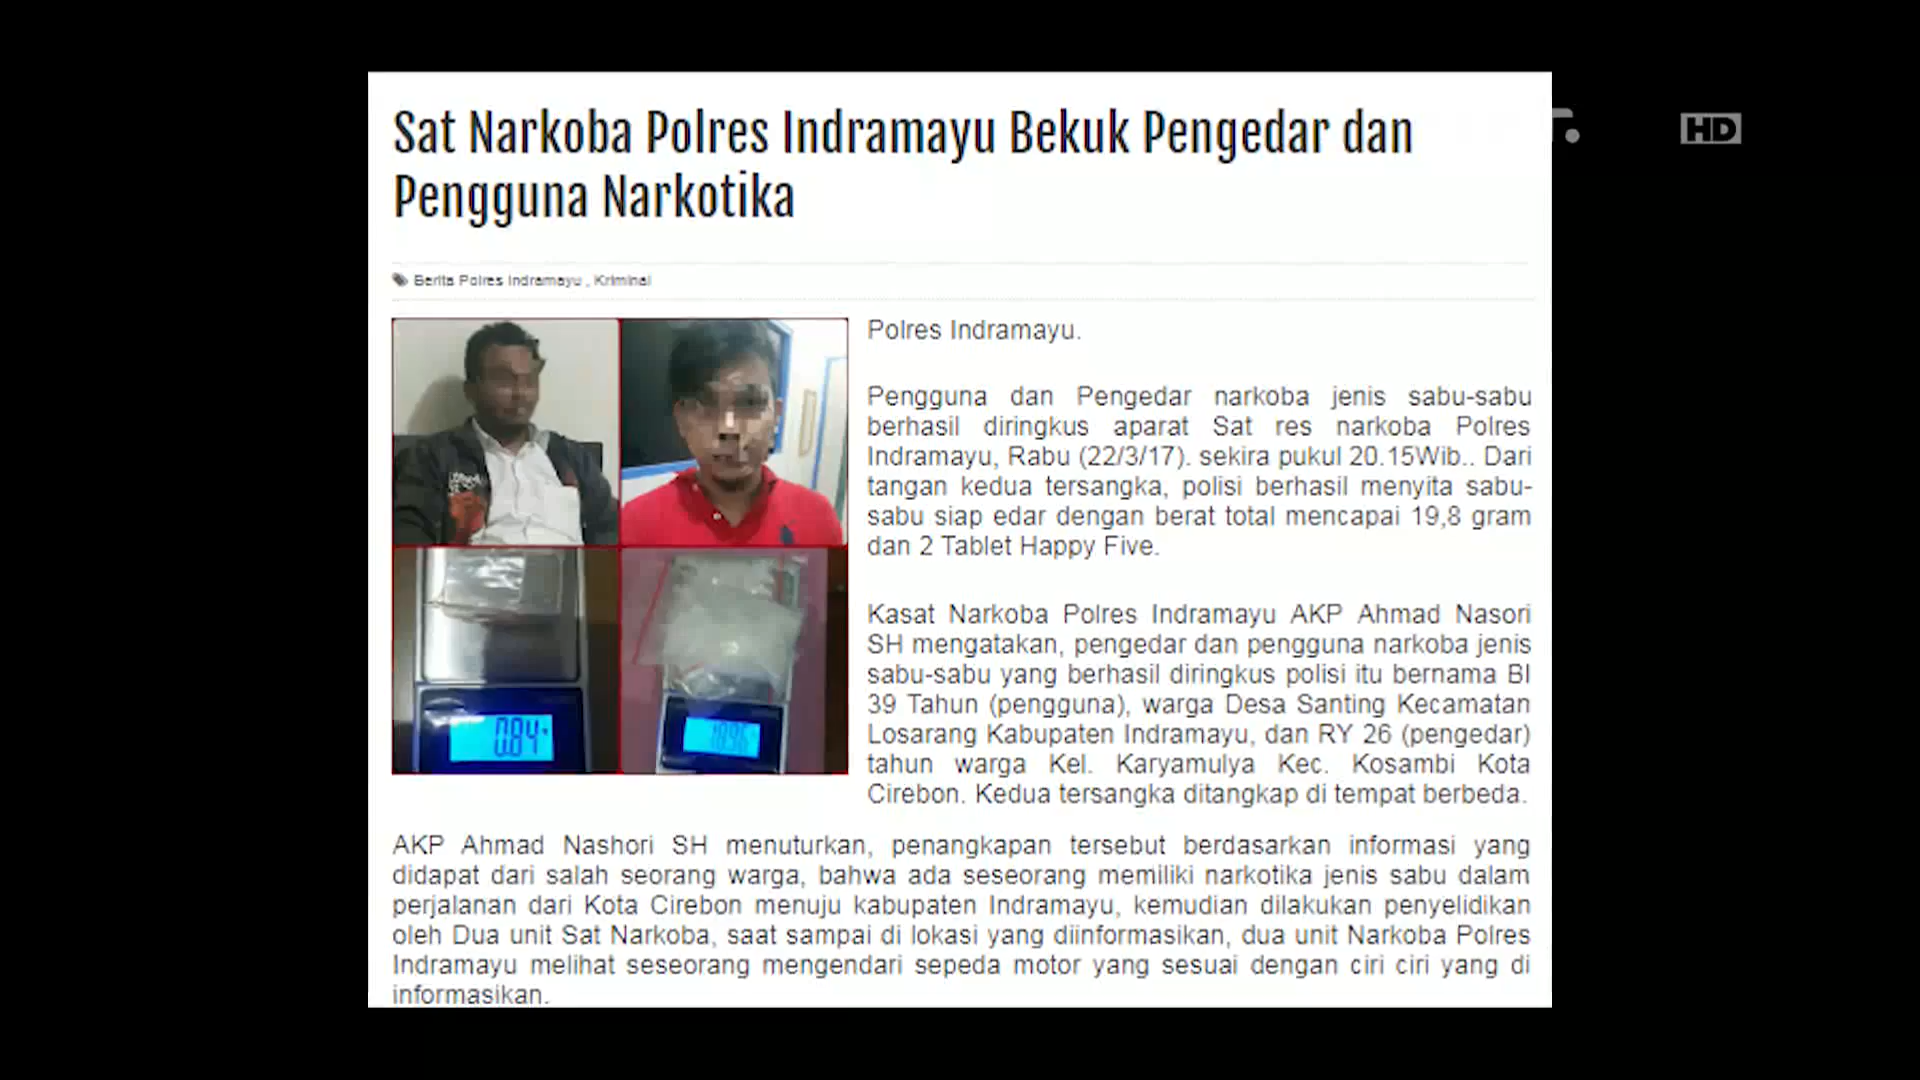 Sat Narkoba Polres Indramayu Bekuk Pengedar dan
Pengguna Narkotika
HD
Berita Polres Indramayu , Kriminal
Polres Indramayu.
Pengguna dan Pengedar narkoba jenis sabu-sabu
berhasil diringkus aparat Sat res narkoba Polres
Indramayu, Rabu (22/3/17). sekira pukul 20.15Wib.. Dari
tangan kedua tersangka, polisi berhasil menyita sabu-
sabu siap edar dengan berat total mencapai 19,8 gram
dan 2 Tablet Happy Five.
Kasat Narkoba Polres Indramayu AKP Ahmad Nasori
SH mengatakan, pengedar dan pengguna narkoba jenis
sabu-sabu yang berhasil diringkus polisi itu bernama BI
39 Tahun (pengguna), warga Desa Santing Kecamatan
Losarang Kabupaten Indramayu, dan RY 26 (pengedar)
tahun warga Kel. Karyamulya Kec. Kosambi Kota
Cirebon. Kedua tersangka ditangkap di tempat berbeda.
0.84
18.96
AKP Ahmad Nashori SH menuturkan, penangkapan tersebut berdasarkan informasi yang
didapat dari salah seorang warga, bahwa ada seseorang memiliki narkotika jenis sabu dalam
perjalanan dari Kota Cirebon menuju kabupaten Indramayu, kemudian dilakukan penyelidikan
oleh Dua unit Sat Narkoba, saat sampai di lokasi yang diinformasikan, dua unit Narkoba Polres
Indramayu melihat seseorang mengendari sepeda motor yang sesuai dengan ciri ciri yang di
informasikan.